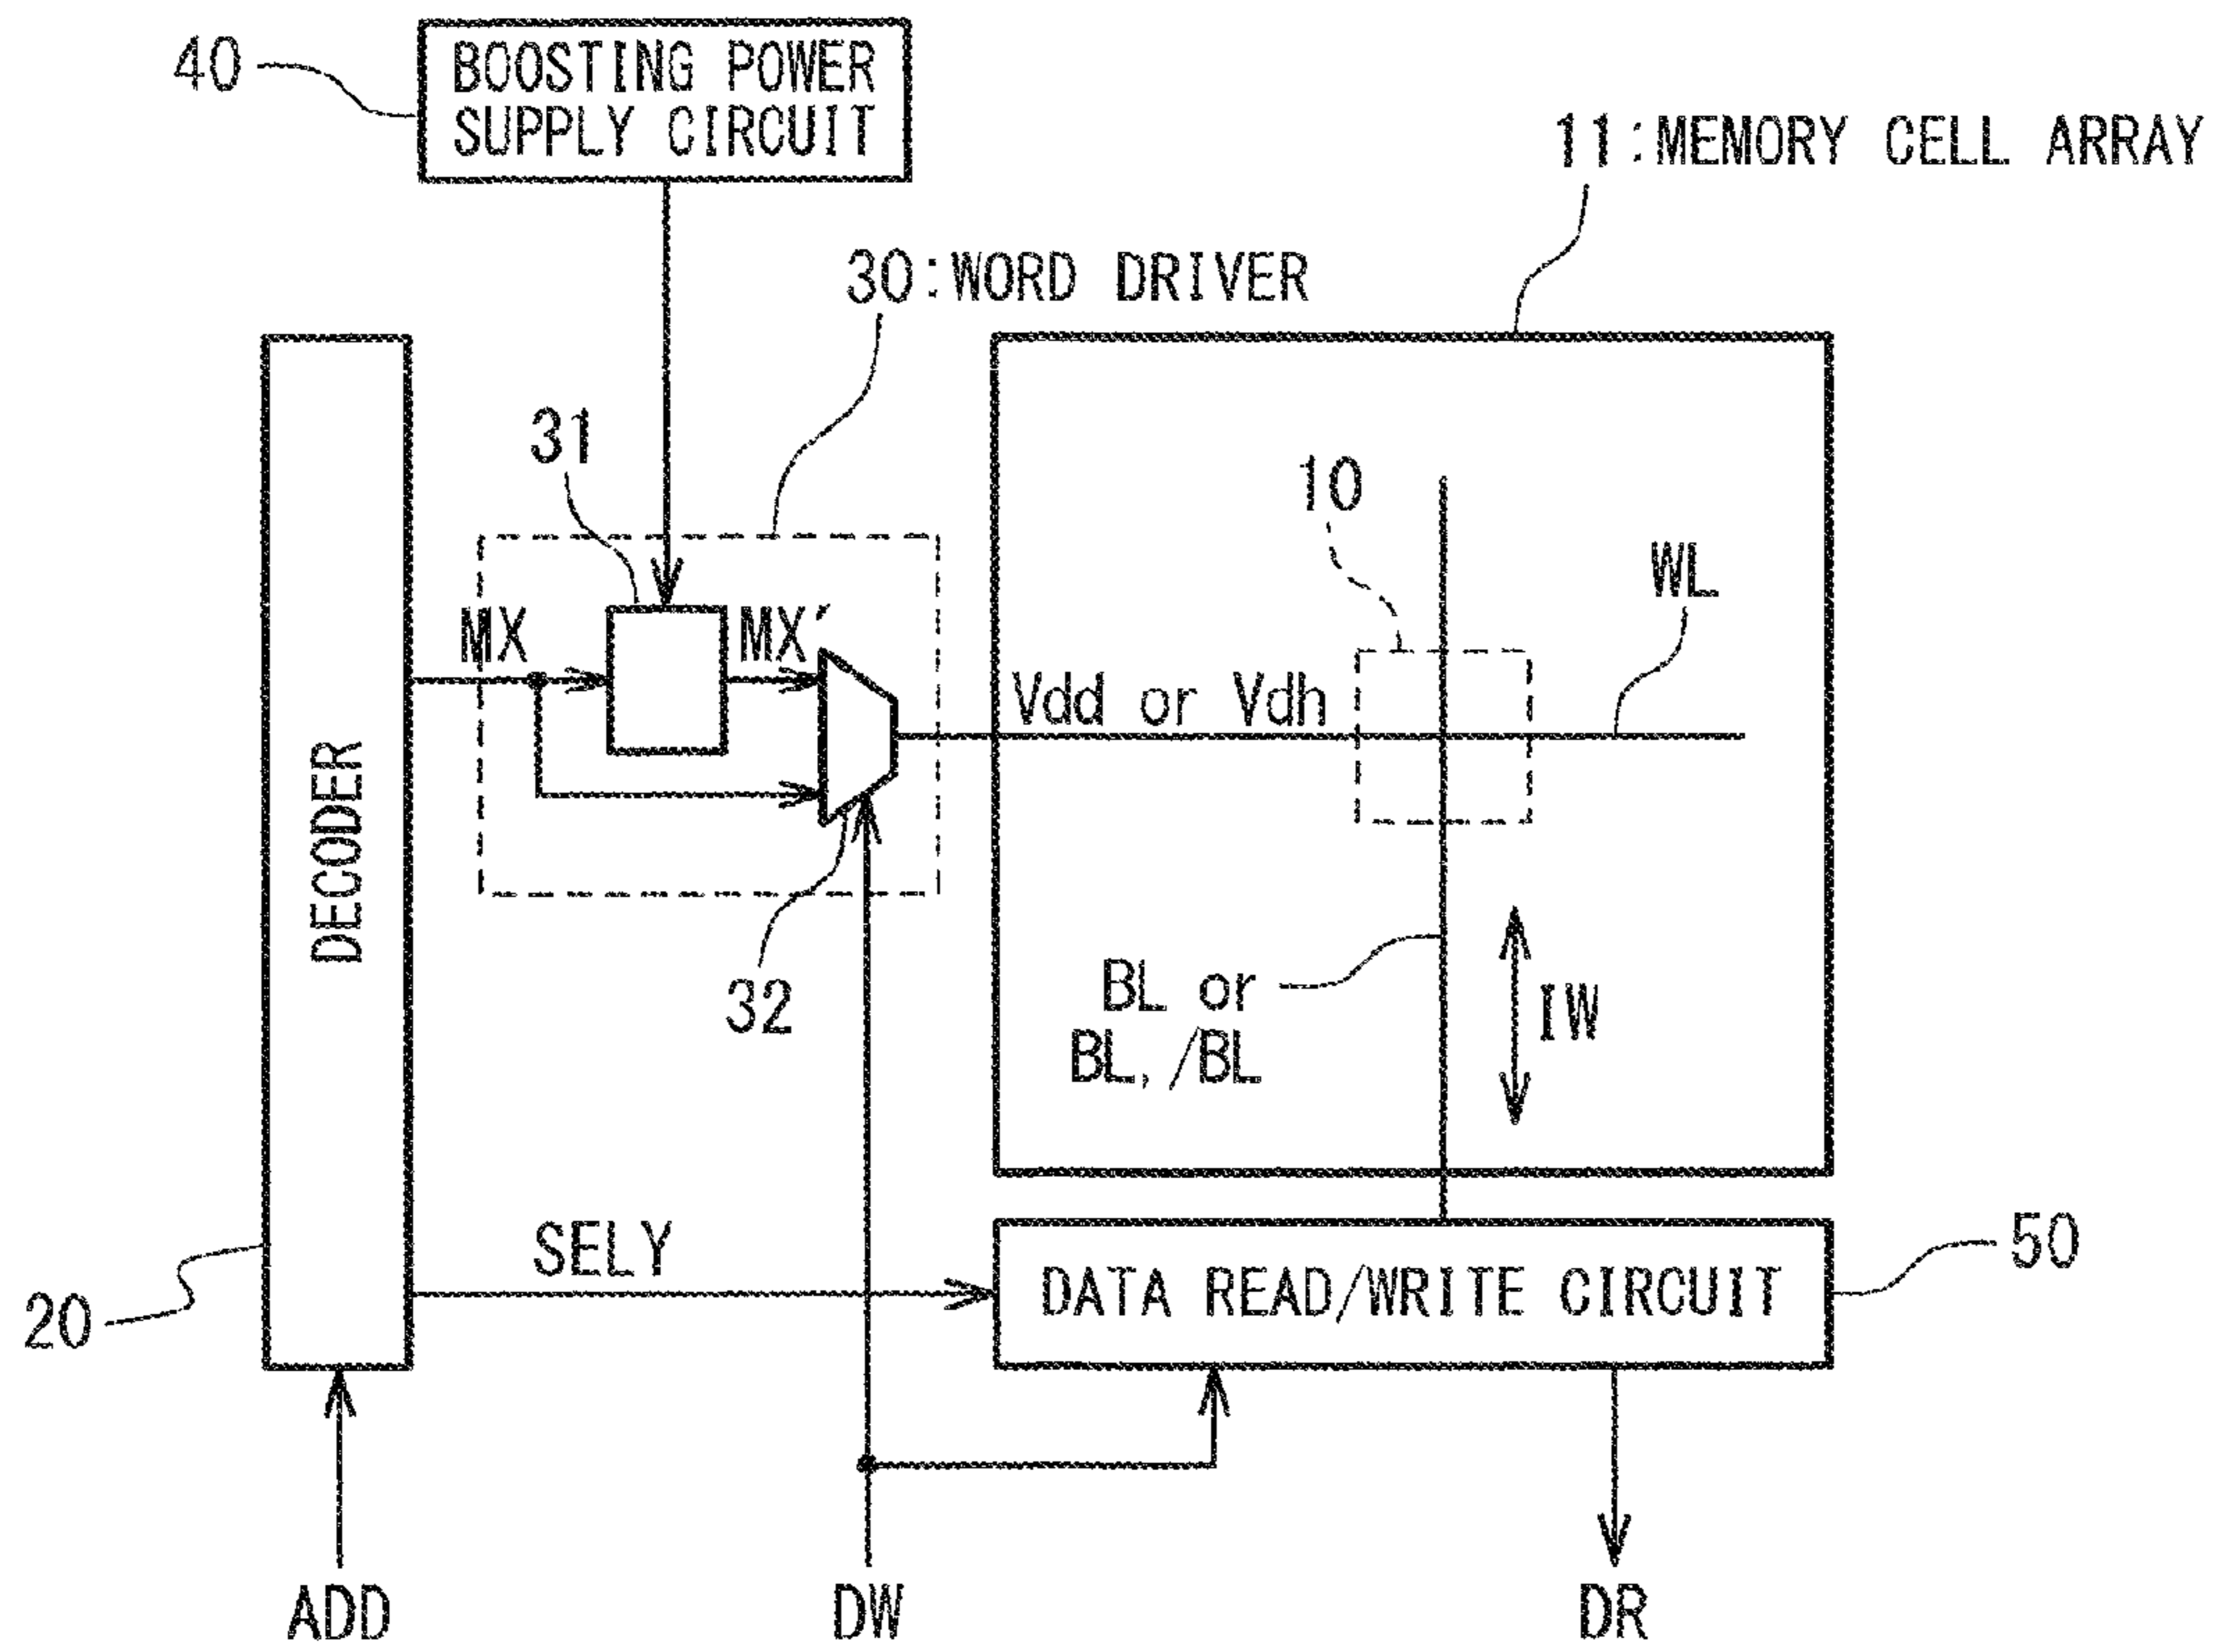 40
BOOSTING POWER
SUPPLY CIRCUIT
11:MEMORY CELL ARRAY
30:WORD DRIVER
31
10
WL
MX
MX′
Vdd or Vdh
DECODER
32
BL or
BL, /BL
IW
SELY
50
20
DATA READ/WRITE CIRCUIT
ADD
DW
DR